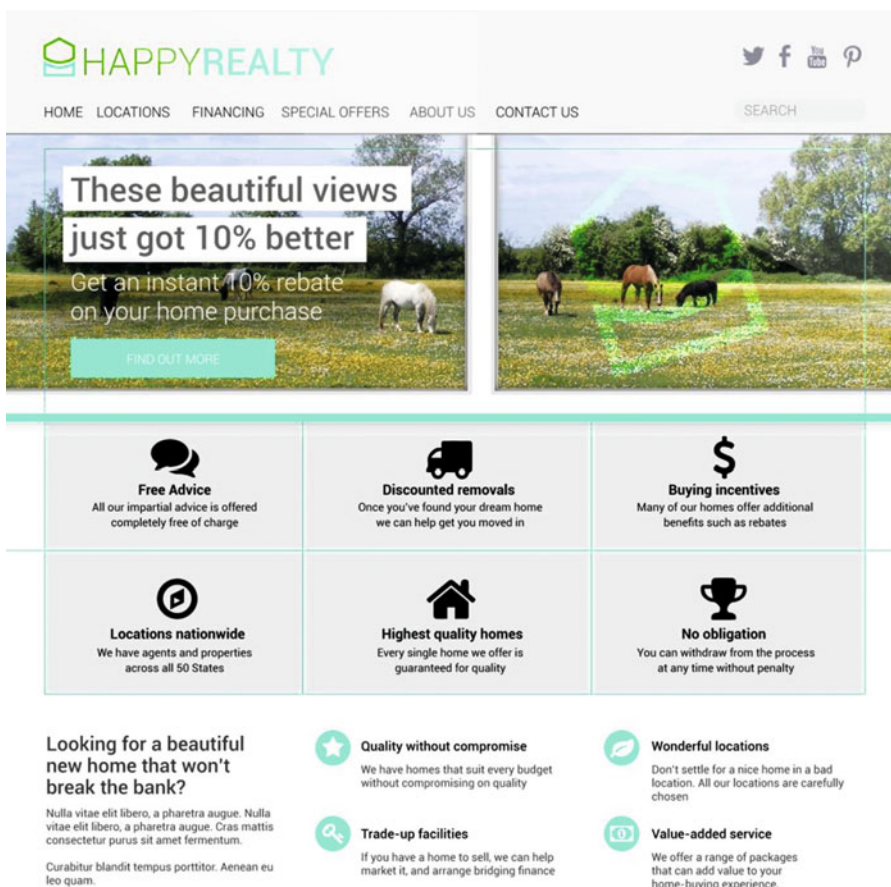 HAPPYREALTY
You
Tube
HOME LOCATIONS FINANCING SPECIAL OFFERS ABOUT US CONTACT US
SEARCH
These beautiful views
just got 10% better
Get an instant 10% rebate
on your home purchase
FIND OUT MORE
Free Advice
All our impartial advice is offered
completely free of charge
Discounted removals
Once you've found your dream home
we can help get you moved in
$
Buying incentives
Many of our homes offer additional
benefits such as rebates
Locations nationwide
We have agents and properties
across all 50 States
Highest quality homes
Every single home we offer is
guaranteed for quality
No obligation
You can withdraw from the process
at any time without penalty
Looking for a beautiful
new home that won't
break the bank?
Nulla vitae elit libero, a pharetra augue. Nulla
vitae elit libero, a pharetra augue. Cras mattis
consectetur purus sit amet fermentum.
Curabitur blandit tempus porttitor. Aenean eu
leo quam.
Quality without compromise
We have homes that suit every budget
without compromising on quality
Trade-up facilities
If you have a home to sell, we can help
market it, and arrange bridging finance
Wonderful locations
Don't settle for a nice home in a bad
location. All our locations are carefully
chosen
Value-added service
We offer a range of packages
that can add value to your
home-buying experience.